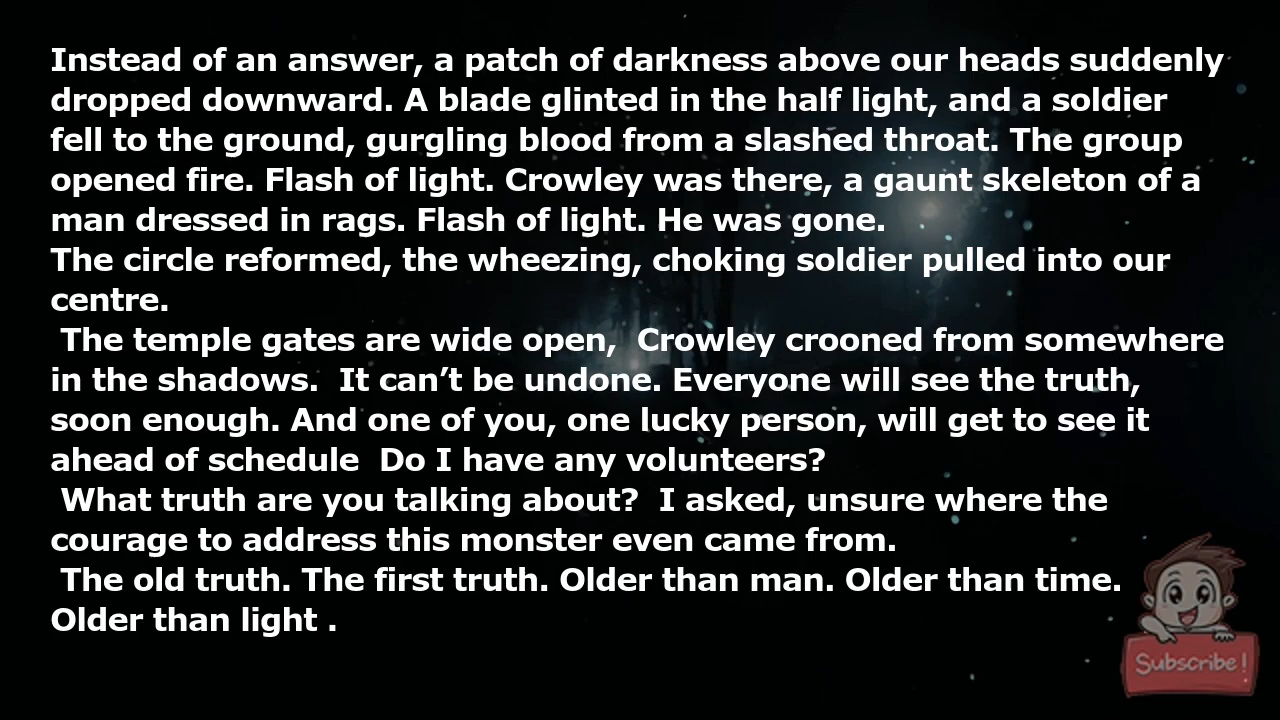 Instead of an answer, a patch of darkness above our heads suddenly
dropped downward. A blade glinted in the half light, and a soldier
fell to the ground, gurgling blood from a slashed throat. The group
opened fire. Flash of light. Crowley was there, a gaunt skeleton of a
man dressed in rags. Flash of light. He was gone.
The circle reformed, the wheezing, choking soldier pulled into our
centre.
The temple gates are wide open,  Crowley crooned from somewhere
in the shadows.  It can’t be undone. Everyone will see the truth,
soon enough. And one of you, one lucky person, will get to see it
ahead of schedule  Do I have any volunteers?
What truth are you talking about?  I asked, unsure where the
courage to address this monster even came from.
The old truth. The first truth. Older than man. Older than time.
Older than light .
Subscribe!